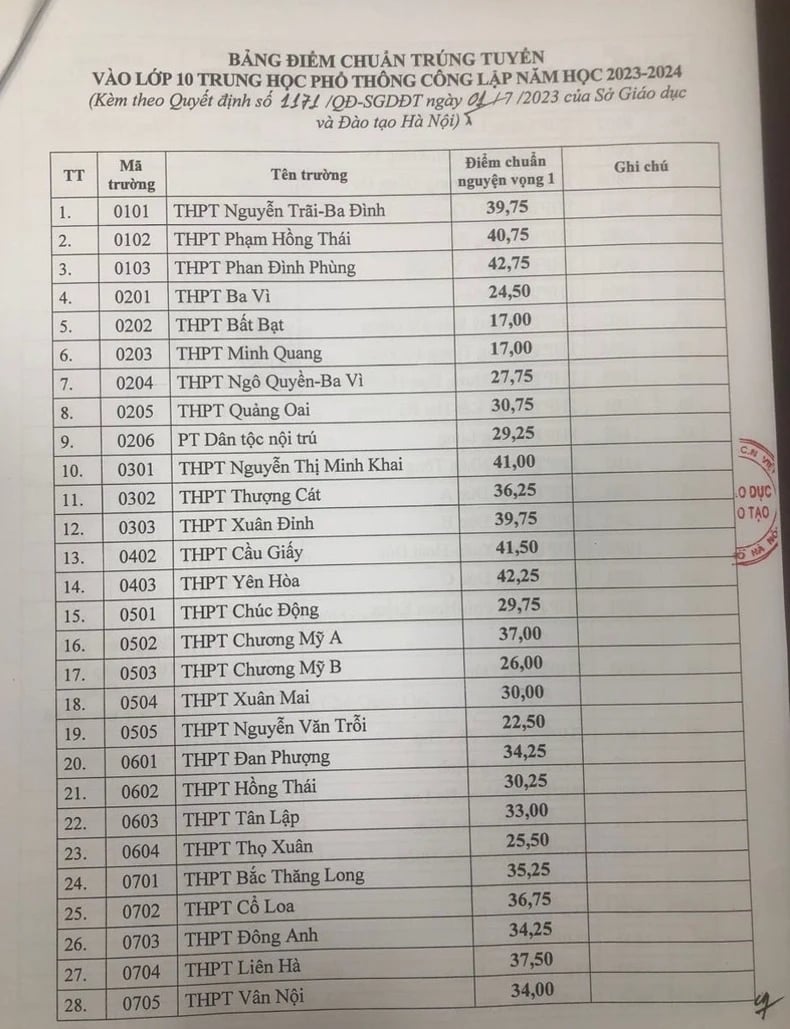 BẢNG ĐIỂM CHUẨN TRÚNG TUYỂN
VÀO LỚP 10 TRUNG HỌC PHỔ THÔNG CÔNG LẬP NĂM HỌC 2023-2024
(Kèm theo Quyết định số 1171 /QĐ-SGDĐT ngày 01/7 /2023 của Sở Giáo dục
và Đào tạo Hà Nội)
TT Mã trường Tên trường Điểm chuẩn nguyện vọng 1 Ghi chú
1. 0101 THPT Nguyễn Trãi-Ba Đình 39,75
2. 0102 THPT Phạm Hồng Thái 40,75
3. 0103 THPT Phan Đình Phùng 42,75
4. 0201 THPT Ba Vì 24,50
5. 0202 THPT Bất Bạt 17,00
6. 0203 THPT Minh Quang 17,00
7. 0204 THPT Ngô Quyền-Ba Vì 27,75
8. 0205 THPT Quảng Oai 30,75
9. 0206 PT Dân tộc nội trú 29,25
10. 0301 THPT Nguyễn Thị Minh Khai 41,00
11. 0302 THPT Thượng Cát 36,25
12. 0303 THPT Xuân Đỉnh 39,75
13. 0402 THPT Cầu Giấy 41,50
14. 0403 THPT Yên Hòa 42,25
15. 0501 THPT Chúc Động 29,75
16. 0502 THPT Chương Mỹ A 37,00
17. 0503 THPT Chương Mỹ B 26,00
18. 0504 THPT Xuân Mai 30,00
19. 0505 THPT Nguyễn Văn Trỗi 22,50
20. 0601 THPT Đan Phượng 34,25
21. 0602 THPT Hồng Thái 30,25
22. 0603 THPT Tân Lập 33,00
23. 0604 THPT Thọ Xuân 25,50
24. 0701 THPT Bắc Thăng Long 35,25
25. 0702 THPT Cổ Loa 36,75
26. 0703 THPT Đông Anh 34,25
27. 0704 THPT Liên Hà 37,50
28. 0705 THPT Vân Nội 34,00
C.N VIỆT
O DỤC
O TẠO
HÀ NỘI